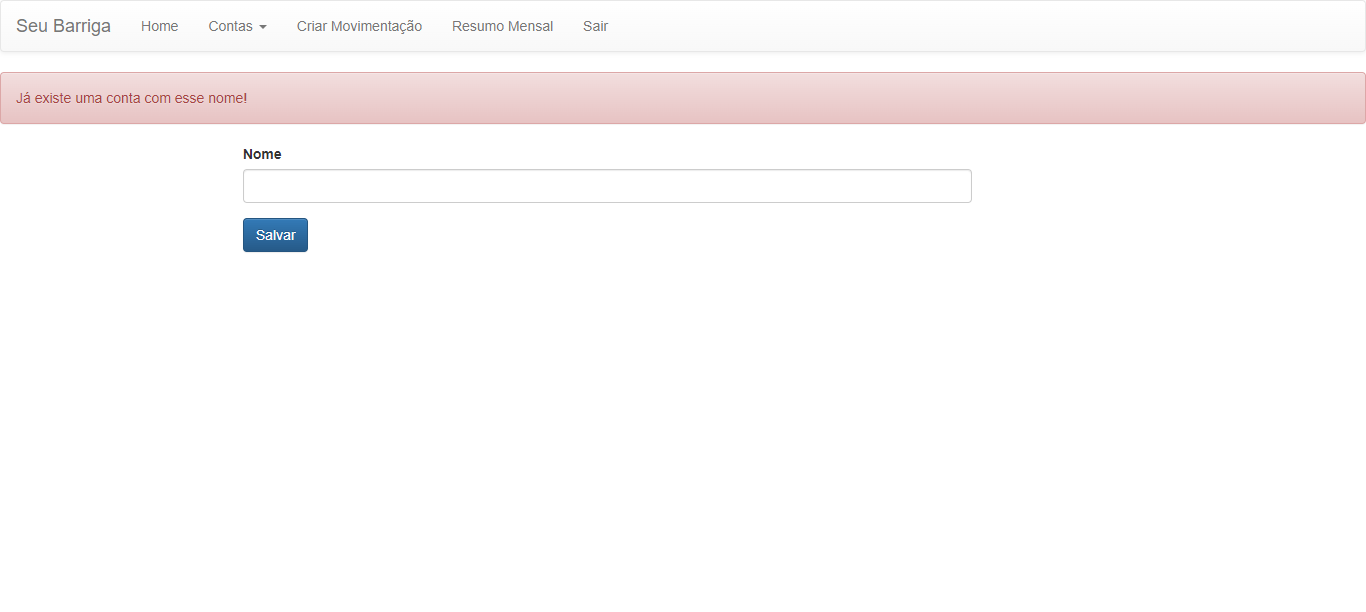 Seu Barriga Home Contas Criar Movimentação Resumo Mensal Sair
Já existe uma conta com esse nome!
Nome
Salvar